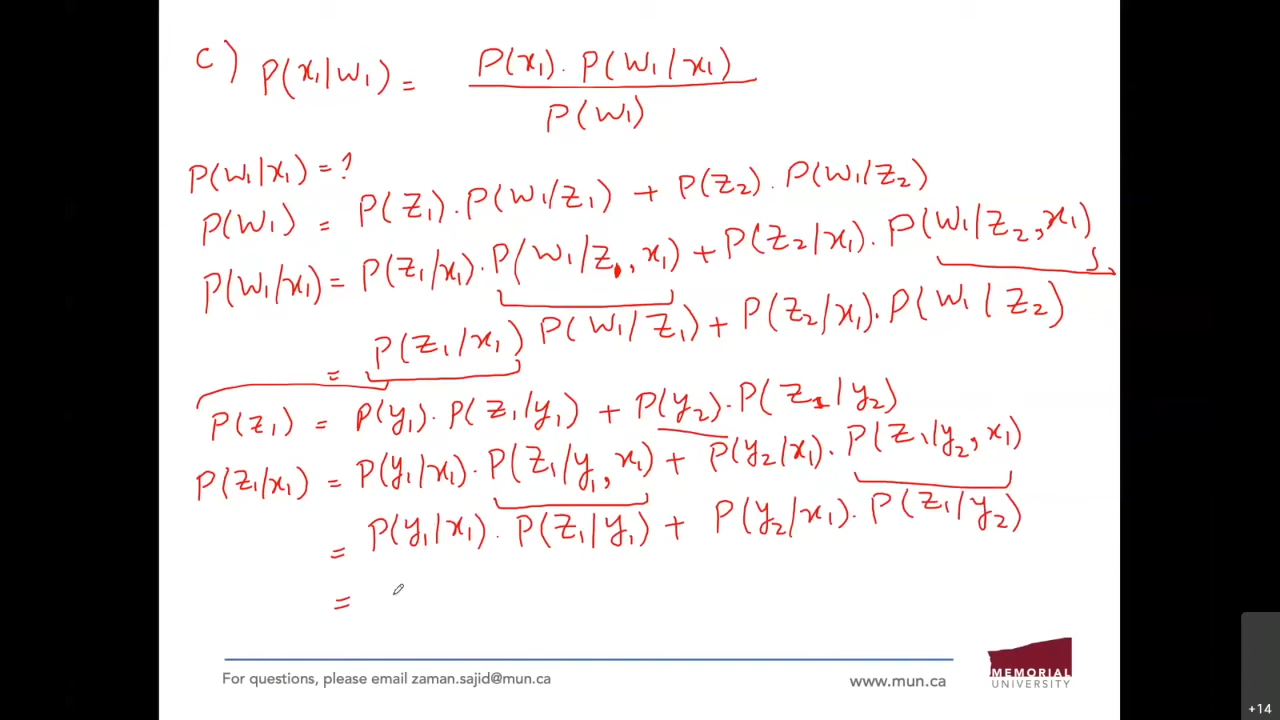 c) P(x₁|w₁) = P(x₁). P(w₁/x₁)
P(w₁)
P(w₁|x₁) = ?
P(w₁) = P(z₁). P(w₁/z₁) + P(z₂). P(w₁/z₂)
P(w₁/x₁) = P(z₁/x₁). P(w₁/z₁, x₁) + P(z₂/x₁). P(w₁/z₂, x₁)
= P(z₁/x₁) P(w₁/z₁) + P(z₂/x₁). P(w₁/z₂)
P(z₁) = P(y₁). P(z₁/y₁) + P(y₂). P(z₁/y₂)
P(z₁/x₁) = P(y₁/x₁). P(z₁/y₁, x₁) + P(y₂/x₁). P(z₁/y₂, x₁)
= P(y₁/x₁). P(z₁/y₁) + P(y₂/x₁). P(z₁/y₂)
=
For questions, please email zaman.sajid@mun.ca
www.mun.ca
MEMORIAL
UNIVERSITY
+14